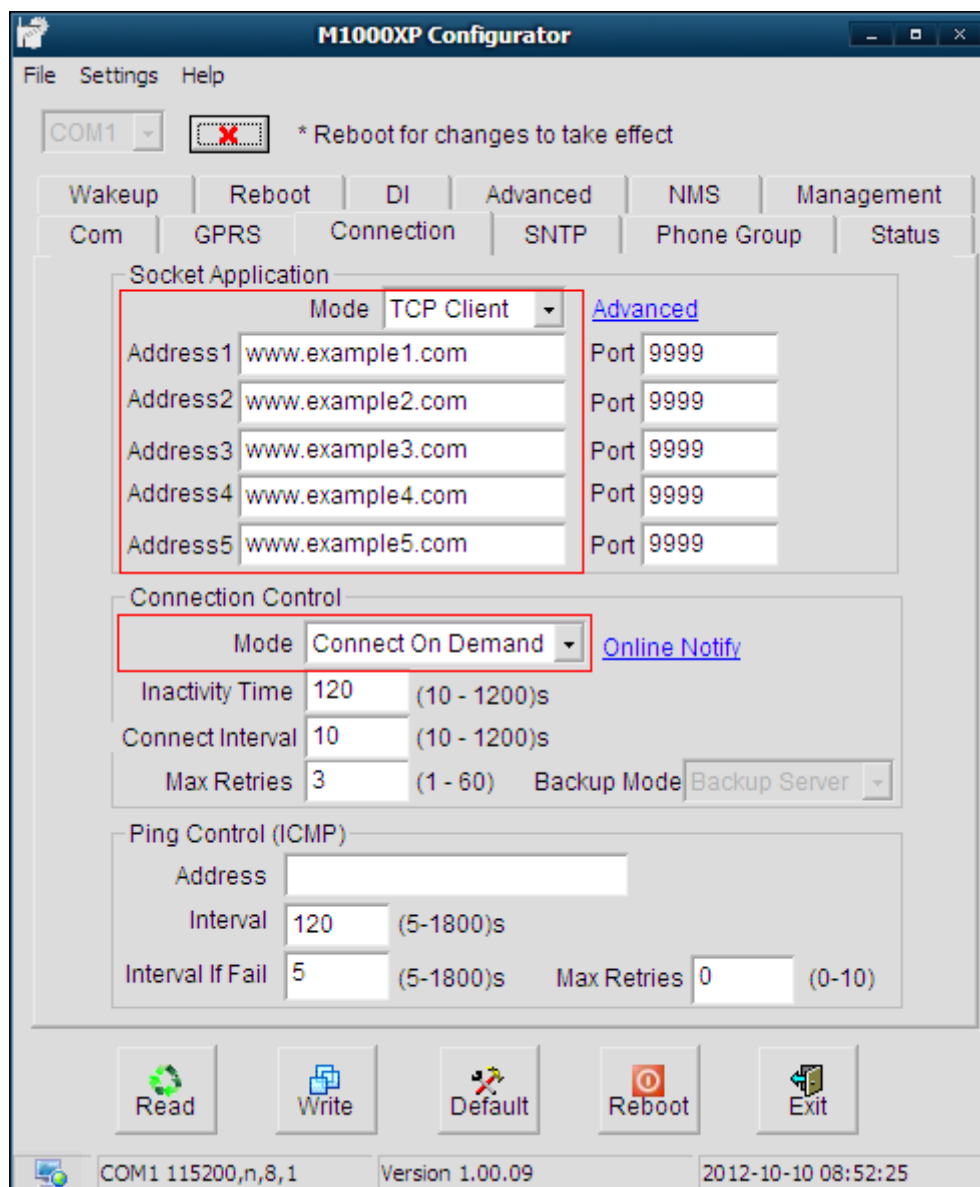 M1000XP Configurator
File Settings Help
COM1 * Reboot for changes to take effect
Wakeup Reboot DI Advanced NMS Management
Com GPRS Connection SNTP Phone Group Status
Socket Application
Mode TCP Client Advanced
Address1 www.example1.com Port 9999
Address2 www.example2.com Port 9999
Address3 www.example3.com Port 9999
Address4 www.example4.com Port 9999
Address5 www.example5.com Port 9999
Connection Control
Mode Connect On Demand Online Notify
Inactivity Time 120 (10 - 1200)s
Connect Interval 10 (10 - 1200)s
Max Retries 3 (1 - 60) Backup Mode Backup Server
Ping Control (ICMP)
Address
Interval 120 (5-1800)s
Interval If Fail 5 (5-1800)s Max Retries 0 (0-10)
Read Write Default Reboot Exit
COM1 115200,n,8,1 Version 1.00.09 2012-10-10 08:52:25